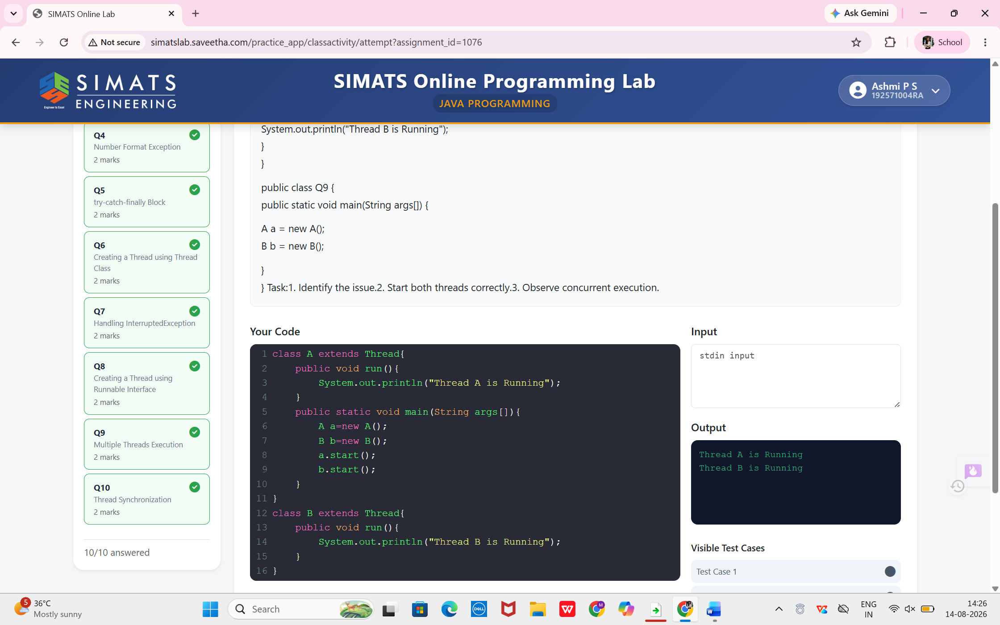 SIMATS Online Lab
Ask Gemini
Not secure
simatslab.saveetha.com/practice_app/classactivity/attempt?assignment_id=1076
School
SIMATS
ENGINEERING
Engineer to Excel
SIMATS Online Programming Lab
JAVA PROGRAMMING
Ashmi P S
192571004RA
Q4
Number Format Exception
2 marks
Q5
try-catch-finally Block
2 marks
Q6
Creating a Thread using Thread
Class
2 marks
Q7
Handling InterruptedException
2 marks
Q8
Creating a Thread using
Runnable Interface
2 marks
Q9
Multiple Threads Execution
2 marks
Q10
Thread Synchronization
2 marks
10/10 answered
System.out.println("Thread B is Running");
}
}
public class Q9 {
public static void main(String args[]) {
A a = new A();
B b = new B();
}
} Task:1. Identify the issue.2. Start both threads correctly.3. Observe concurrent execution.
Your Code
1 class A extends Thread{
2 public void run(){
3 System.out.println("Thread A is Running");
4 }
5 public static void main(String args[]){
6 A a=new A();
7 B b=new B();
8 a.start();
9 b.start();
10 }
11 }
12 class B extends Thread{
13 public void run(){
14 System.out.println("Thread B is Running");
15 }
16 }
Input
stdin input
Output
Thread A is Running
Thread B is Running
Visible Test Cases
Test Case 1
5
36°C
Mostly sunny
Search
DELL
M
W
ENG
IN
14:26
14-08-2026